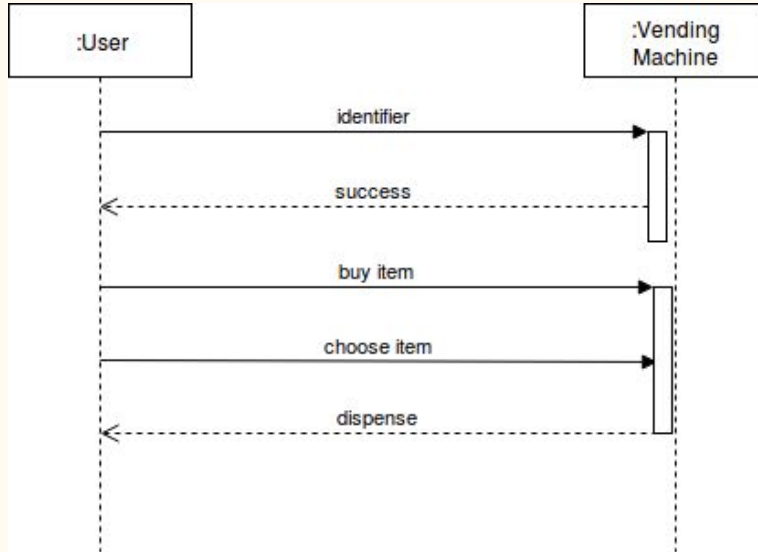 :User
:Vending
Machine
identifier
success
buy item
choose item
dispense